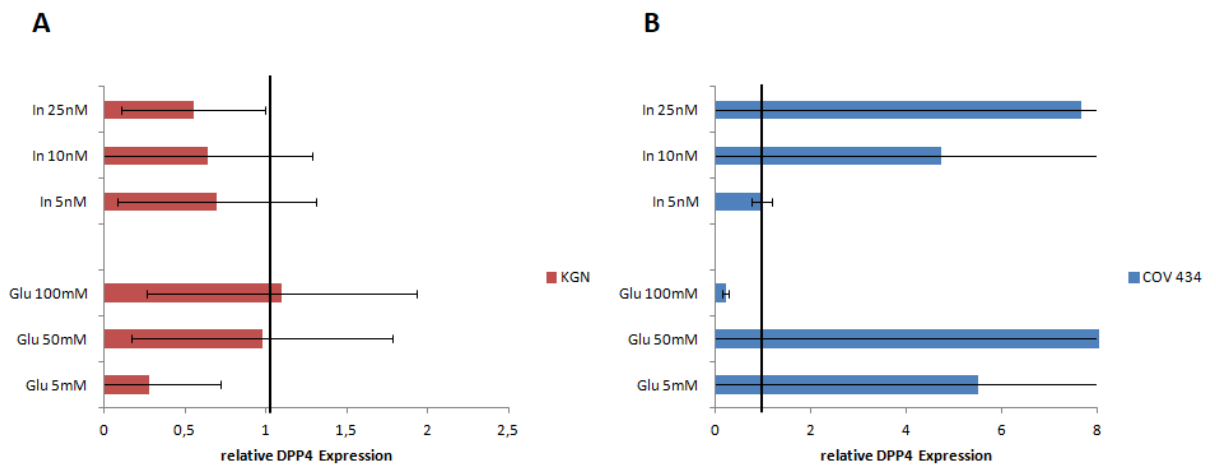 A
In 25nM
In 10nM
In 5nM
Glu 100mM
Glu 50mM
Glu 5mM
0 0,5 1 1,5 2 2,5
relative DPP4 Expression
KGN
B
In 25nM
In 10nM
In 5nM
Glu 100mM
Glu 50mM
Glu 5mM
0 2 4 6 8
relative DPP4 Expression
COV 434